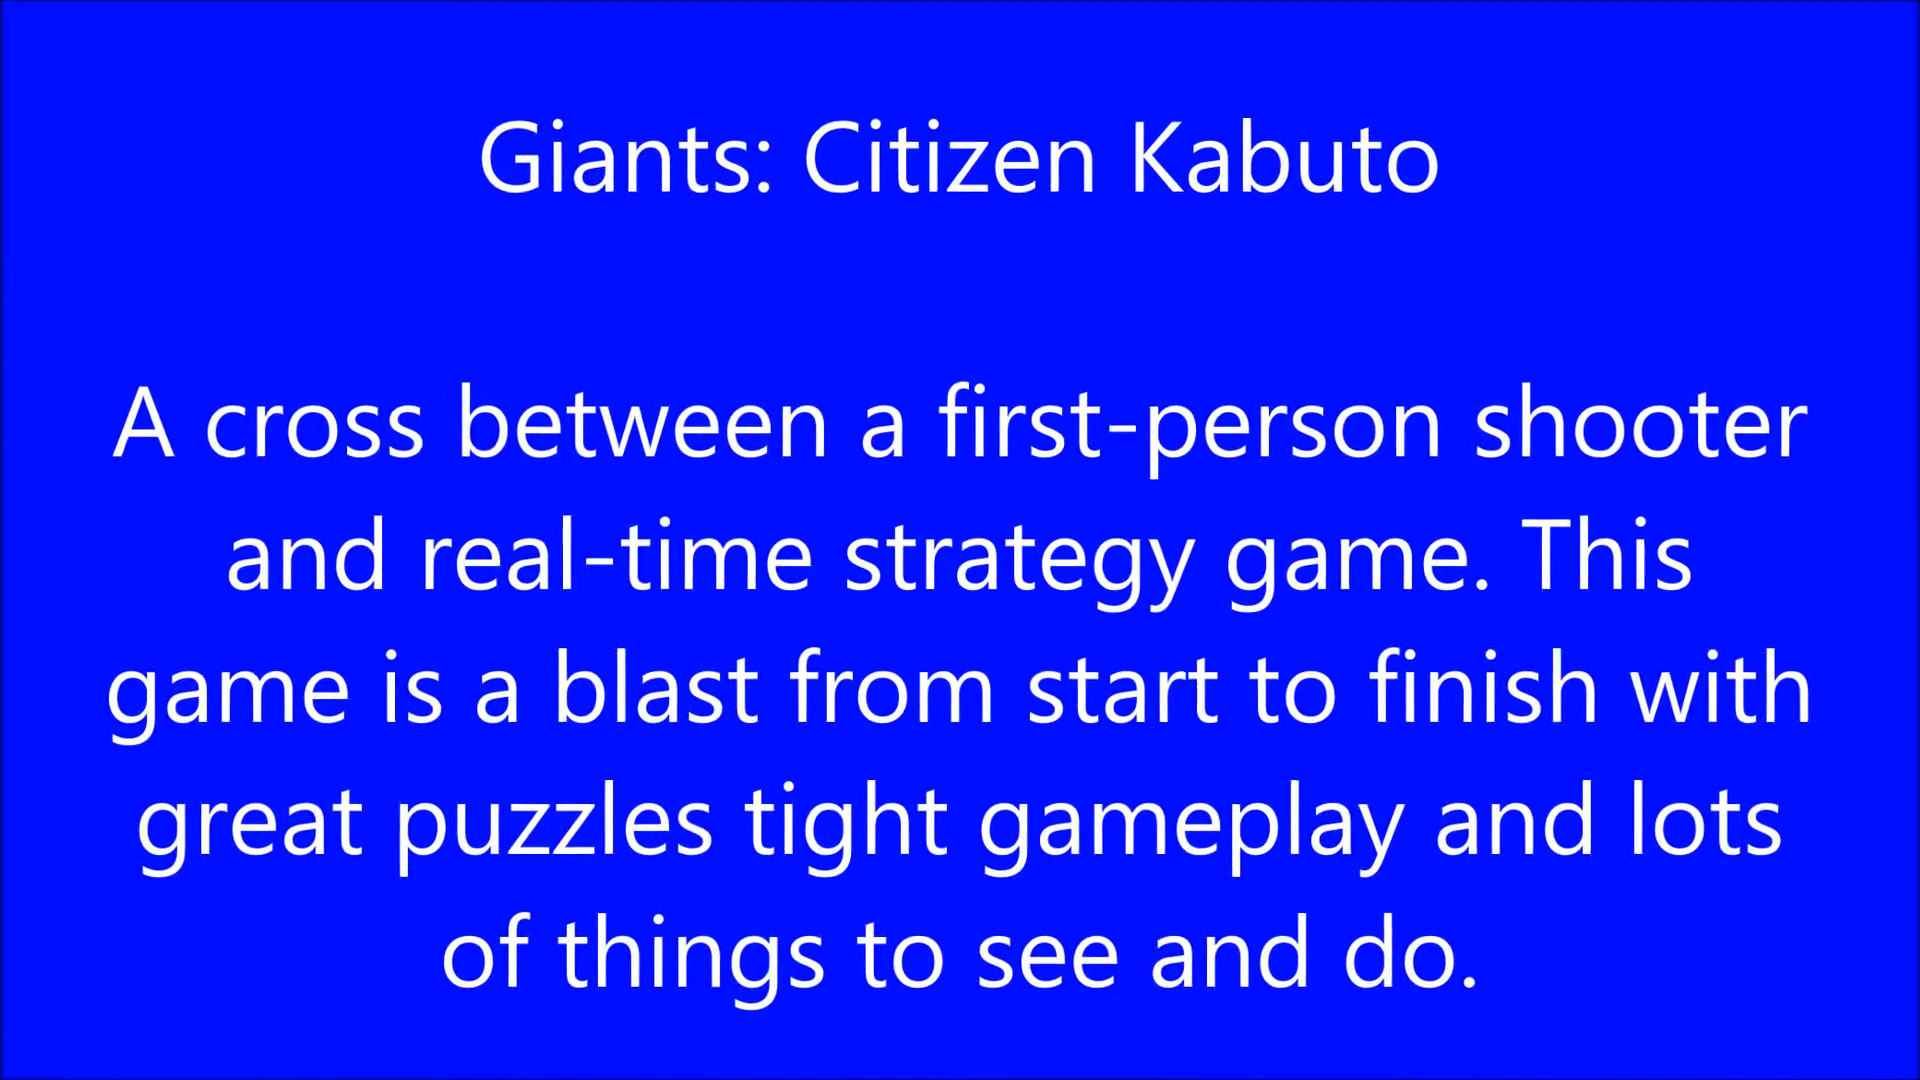 Giants: Citizen Kabuto
A cross between a first-person shooter
and real-time strategy game. This
game is a blast from start to finish with
great puzzles tight gameplay and lots
of things to see and do.